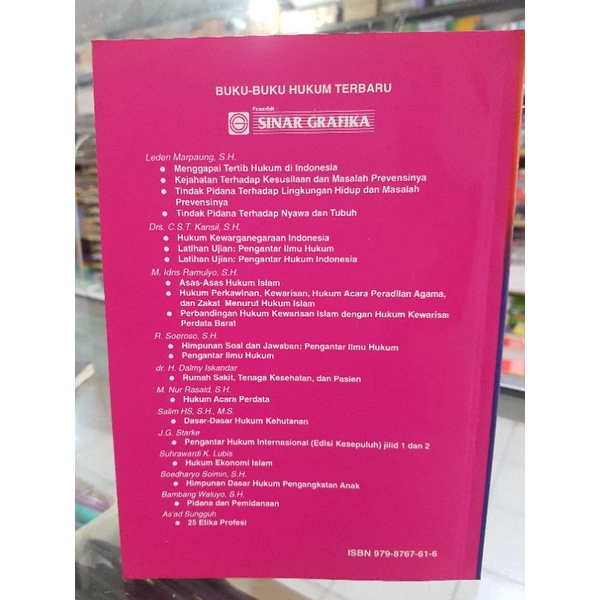 BUKU-BUKU HUKUM TERBARU
Penerbit
SINAR GRAFIKA
Leden Marpaung, S.H.
● Menggapai Tertib Hukum di Indonesia
● Kejahatan Terhadap Kesusilaan dan Masalah Prevensinya
● Tindak Pidana Terhadap Lingkungan Hidup dan Masalah
Prevensinya
● Tindak Pidana Terhadap Nyawa dan Tubuh
Drs. C.S.T. Kansil, S.H.
● Hukum Kewarganegaraan Indonesia
● Latihan Ujian: Pengantar Ilmu Hukum
● Latihan Ujian: Pengantar Hukum Indonesia
M. Idris Ramulyo, S.H.
● Asas-Asas Hukum Islam
● Hukum Perkawinan, Kewarisan, Hukum Acara Peradilan Agama,
dan Zakat Menurut Hukum Islam
● Perbandingan Hukum Kewarisan Islam dengan Hukum Kewarisan
Perdata Barat
R. Soeroso, S.H.
● Himpunan Soal dan Jawaban: Pengantar Ilmu Hukum
● Pengantar Ilmu Hukum
dr. H. Dalmy Iskandar
● Rumah Sakit, Tenaga Kesehatan, dan Pasien
M. Nur Rasaid, S.H.
● Hukum Acara Perdata
Salim HS, S.H., M.S.
● Dasar-Dasar Hukum Kehutanan
J.G. Starke
● Pengantar Hukum Internasional (Edisi Kesepuluh) jilid 1 dan 2
Suhrawardi K. Lubis
● Hukum Ekonomi Islam
Soedharyo Soimin, S.H.
● Himpunan Dasar Hukum Pengangkatan Anak
Bambang Waluyo, S.H.
● Pidana dan Pemidanaan
As'ad Sungguh
● 25 Etika Profesi
ISBN 979-8767-61-6